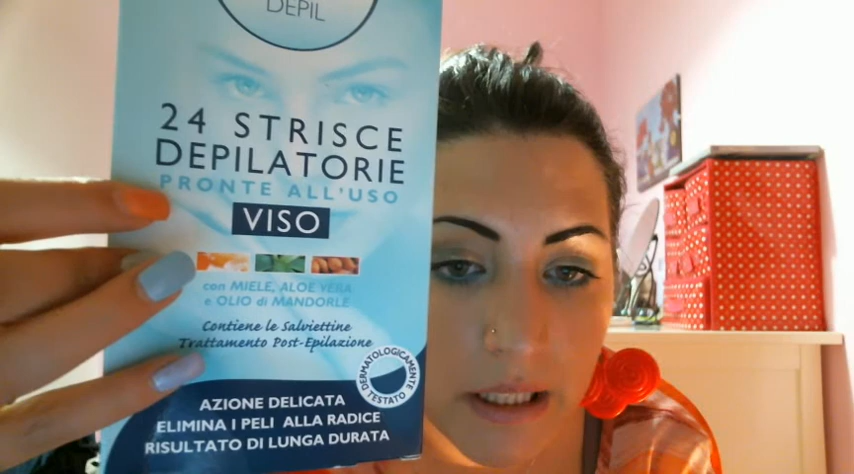 DEPIL
24 STRISCE
DEPILATORIE
PRONTE ALL'USO
VISO
con MIELE, ALOE VERA
e OLIO di MANDORLE
Contiene le Salviettine
Trattamento Post-Epilazione
DERMATOLOGICAMENTE
TESTATO
AZIONE DELICATA
ELIMINA I PELI ALLA RADICE
RISULTATO DI LUNGA DURATA